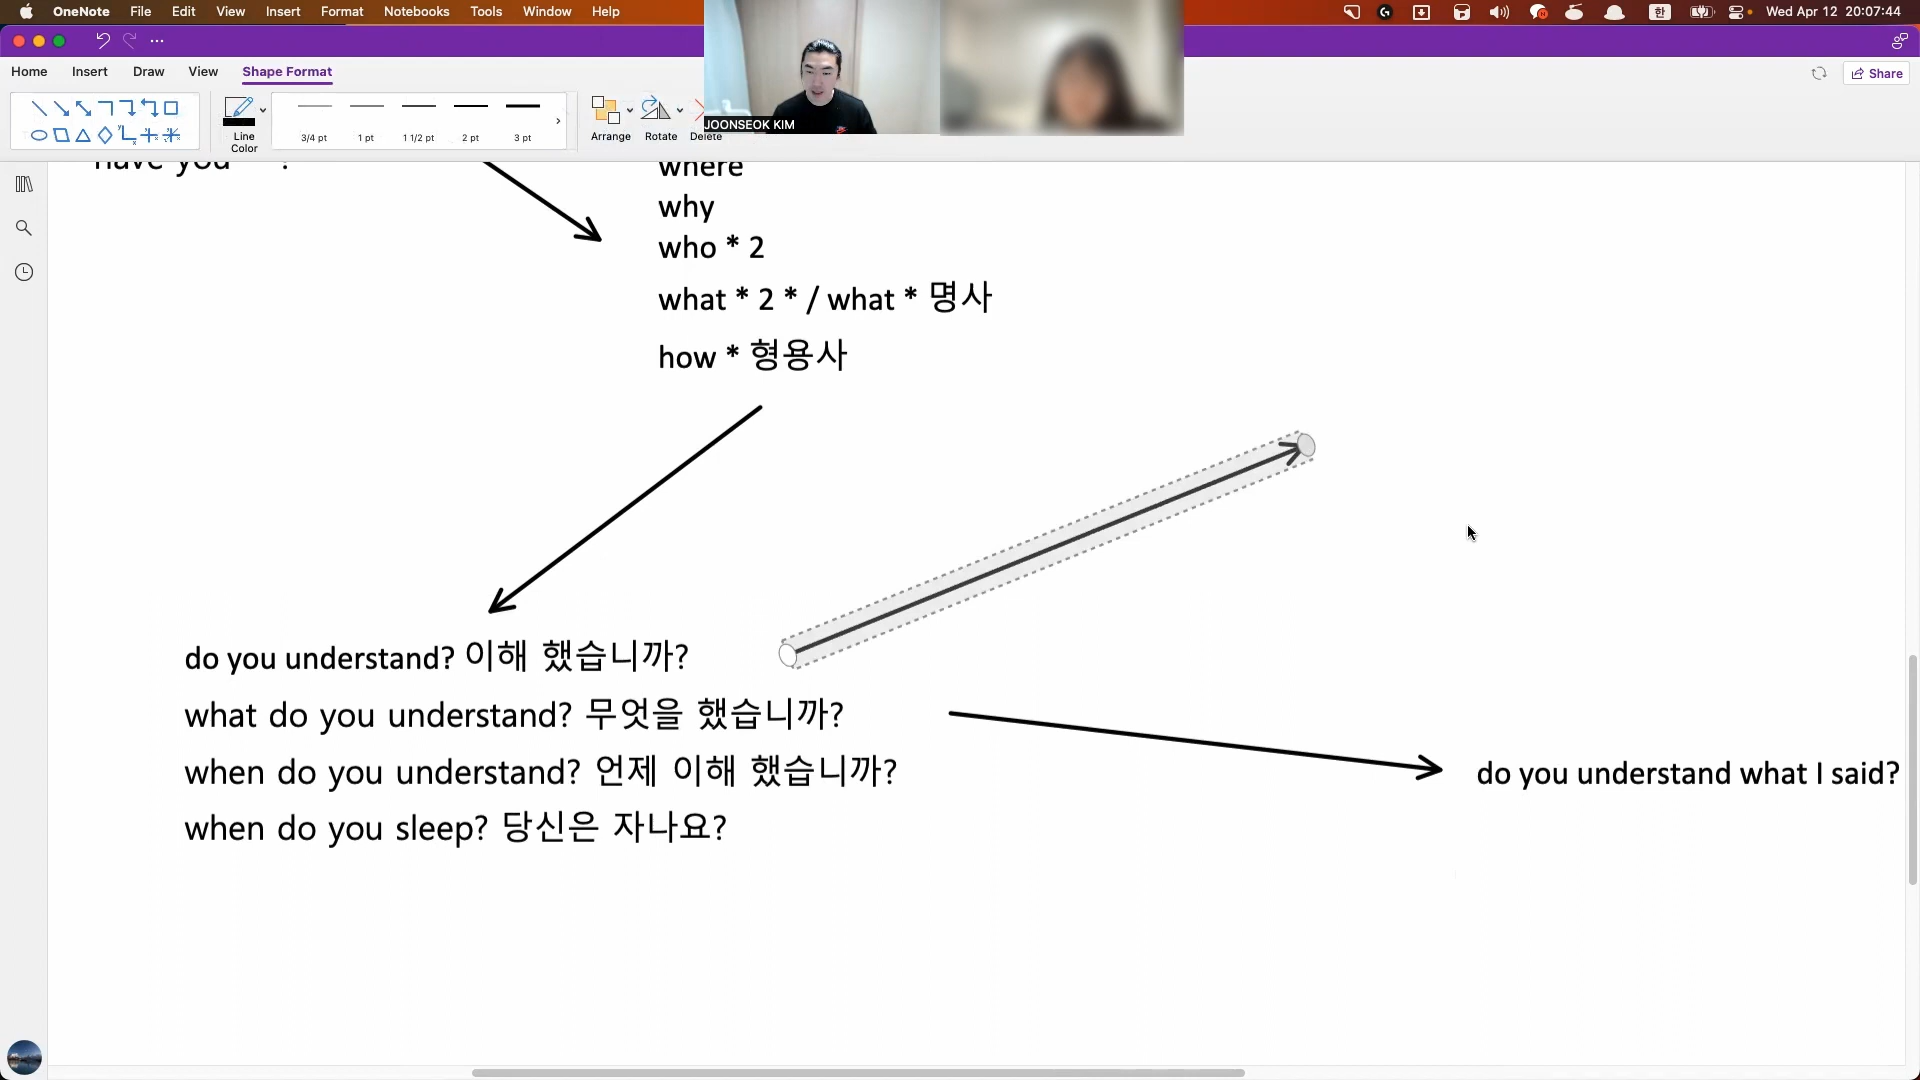 OneNote File Edit View Insert Format Notebooks Tools Window Help
한 Wed Apr 12 20:07:44
Home Insert Draw View Shape Format
Share
Line Color
3/4 pt 1 pt 1 1/2 pt 2 pt 3 pt
Arrange Rotate Delete
JOONSEOK KIM
have you ?
where
why
who * 2
what * 2 * / what * 명사
how * 형용사
do you understand? 이해 했습니까?
what do you understand? 무엇을 했습니까?
when do you understand? 언제 이해 했습니까?
when do you sleep? 당신은 자나요?
do you understand what I said?